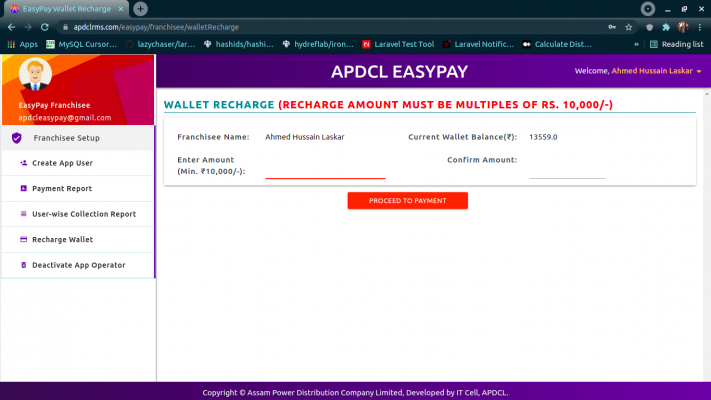 EasyPay Wallet Recharge
apdclrms.com/easypay/franchisee/walletRecharge
Apps MySQL Cursor... lazychaser/lar... hashids/hashi... hydreflab/iron... Laravel Test Tool Laravel Notific... Calculate Dist... » Reading list
APDCL EASYPAY
Welcome, Ahmed Hussain Laskar
EasyPay Franchisee
apdcleasypay@gmail.com
Franchisee Setup
Create App User
Payment Report
User-wise Collection Report
Recharge Wallet
Deactivate App Operator
WALLET RECHARGE (RECHARGE AMOUNT MUST BE MULTIPLES OF RS. 10,000/-)
Franchisee Name: Ahmed Hussain Laskar Current Wallet Balance(₹): 13559.0
Enter Amount
(Min. ₹10,000/-):
Confirm Amount:
PROCEED TO PAYMENT
Copyright © Assam Power Distribution Company Limited, Developed by IT Cell, APDCL.